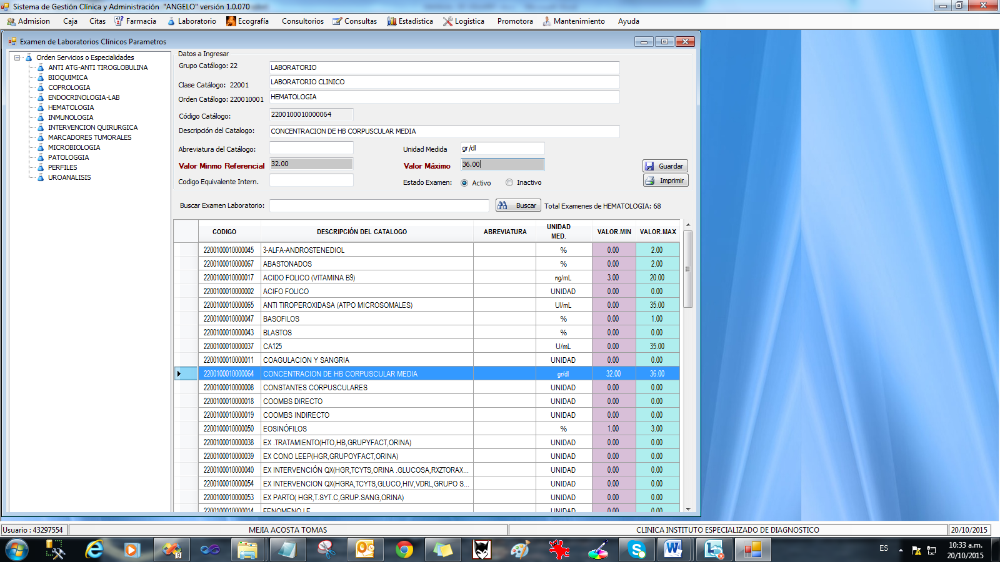 Sistema de Gestión Clínica y Administración "ANGELO" versión 1.0.070
Admision Caja Citas Farmacia Laboratorio Ecografía Consultorios Consultas Estadistica Logistica Promotora Mantenimiento Ayuda
Examen de Laboratorios Clínicos Parametros
Orden Servicios o Especialidades
ANTI ATG-ANTI TIROGLOBULINA
BIOQUIMICA
COPROLOGIA
ENDOCRINOLOGIA-LAB
HEMATOLOGIA
INMUNOLOGIA
INTERVENCION QUIRURGICA
MARCADORES TUMORALES
MICROBIOLOGIA
PATOLOGGIA
PERFILES
UROANALISIS
Datos a Ingresar
Grupo Catálogo: 22 LABORATORIO
Clase Catálogo: 22001 LABORATORIO CLINICO
Orden Catálogo: 220010001 HEMATOLOGIA
Código Catálogo: 2200100010000064
Descripción del Catalogo: CONCENTRACION DE HB CORPUSCULAR MEDIA
Abreviatura del Catálogo: Unidad Medida gr/dl
Valor Minmo Referencial 32.00 Valor Máximo 36.00 Guardar
Codigo Equivalente Intern. Estado Examen: Activo Inactivo Imprimir
Buscar Examen Laboratorio: Buscar Total Examenes de HEMATOLOGIA: 68
CODIGO DESCRIPCIÓN DEL CATALOGO ABREVIATURA UNIDAD MED. VALOR.MIN VALOR.MAX
2200100010000045 3-ALFA-ANDROSTENEDIOL % 0.00 2.00
2200100010000067 ABASTONADOS % 0.00 2.00
2200100010000017 ACIDO FOLICO (VITAMINA B9) ng/mL 3.00 20.00
2200100010000002 ACIFO FOLICO UNIDAD 0.00 0.00
2200100010000065 ANTI TIROPEROXIDASA (ATPO MICROSOMALES) UI/mL 0.00 35.00
2200100010000047 BASOFILOS % 0.00 1.00
2200100010000043 BLASTOS % 0.00 0.00
2200100010000037 CA125 U/mL 0.00 35.00
2200100010000011 COAGULACION Y SANGRIA UNIDAD 0.00 0.00
2200100010000064 CONCENTRACION DE HB CORPUSCULAR MEDIA gr/dl 32.00 36.00
2200100010000008 CONSTANTES CORPUSCULARES UNIDAD 0.00 0.00
2200100010000018 COOMBS DIRECTO UNIDAD 0.00 0.00
2200100010000019 COOMBS INDIRECTO UNIDAD 0.00 0.00
2200100010000050 EOSINÓFILOS % 1.00 3.00
2200100010000038 EX .TRATAMIENTO(HTO,HB,GRUPYFACT,ORINA) UNIDAD 0.00 0.00
2200100010000039 EX CONO LEEP(HGR,GRUPOYFACT,ORINA) UNIDAD 0.00 0.00
2200100010000040 EX INTERVENCIÓN QX(HGR,TCYTS,ORINA .GLUCOSA,RXZTORAX... UNIDAD 0.00 0.00
2200100010000054 EX INTERVENCION QX(HGRA,TCYTS,GLUCO,HIV,VDRL,GRUPO S... UNIDAD 0.00 0.00
2200100010000053 EX PARTO( HGR,T.SYT.C,GRUP.SANG,ORINA) UNIDAD 0.00 0.00
2200100010000014 FENOMENO LE UNIDAD 0.00 0.00
Usuario : 43297554 MEJIA ACOSTA TOMAS CLINICA INSTITUTO ESPECIALIZADO DE DIAGNOSTICO 20/10/2015
9
ES 10:33 a.m.
20/10/2015